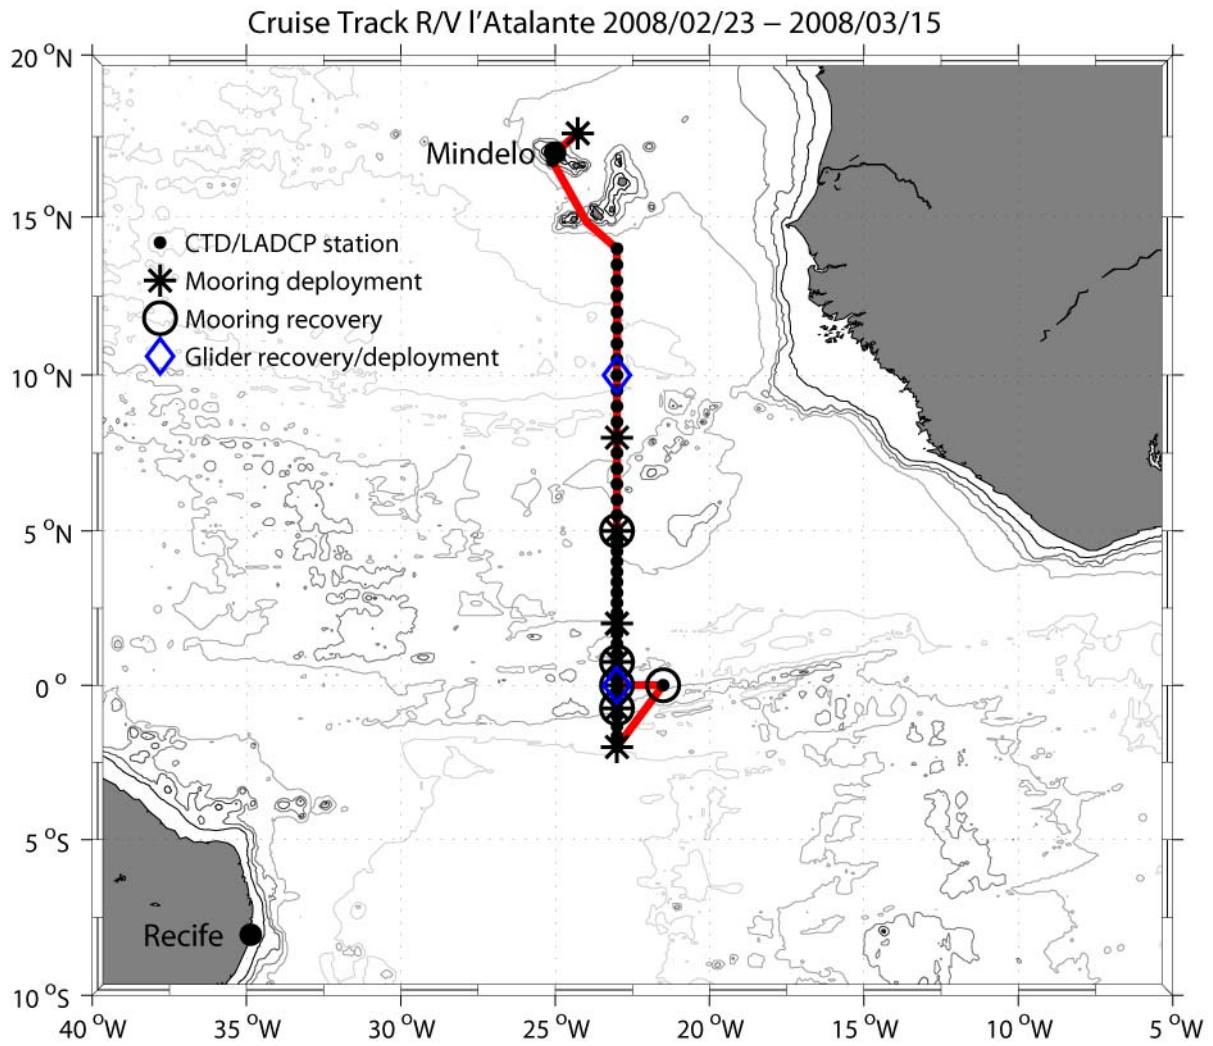 Cruise Track R/V l’Atalante 2008/02/23 – 2008/03/15
20 °N
Mindelo
15 °N
CTD/LADCP station
Mooring deployment
Mooring recovery
Glider recovery/deployment
10 °N
5 °N
0 °
5 °S
Recife
10 °S
40 °W 35 °W 30 °W 25 °W 20 °W 15 °W 10 °W 5 °W